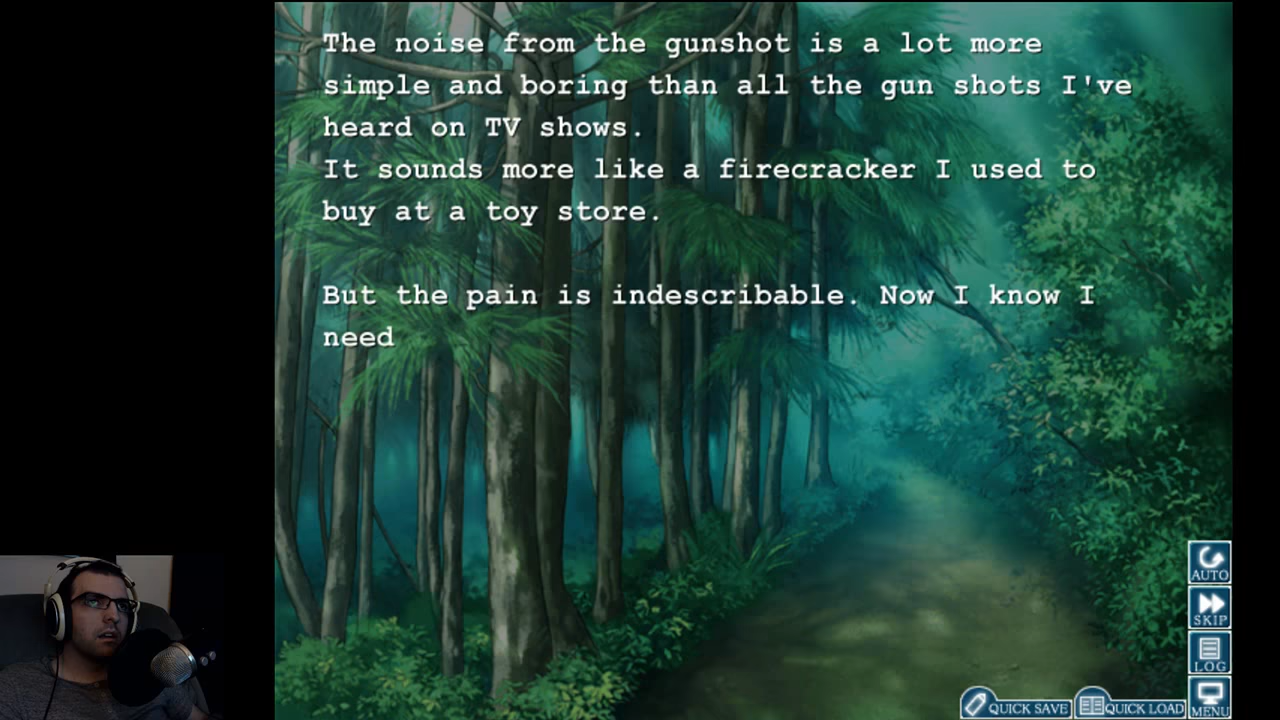 The noise from the gunshot is a lot more
simple and boring than all the gun shots I've
heard on TV shows.
It sounds more like a firecracker I used to
buy at a toy store.
But the pain is indescribable. Now I know I
need
AUTO
SKIP
LOG
MENU
QUICK SAVE
QUICK LOAD